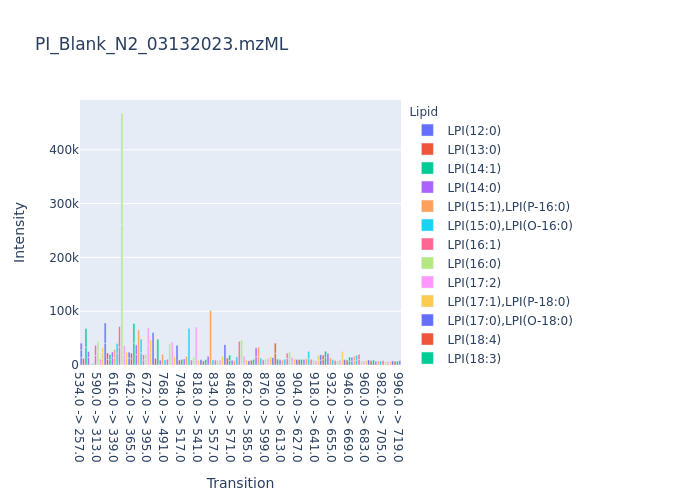 PI_Blank_N2_03132023.mzML
Lipid
LPI(12:0)
LPI(13:0)
LPI(14:1)
LPI(14:0)
LPI(15:1),LPI(P-16:0)
LPI(15:0),LPI(O-16:0)
LPI(16:1)
LPI(16:0)
LPI(17:2)
LPI(17:1),LPI(P-18:0)
LPI(17:0),LPI(O-18:0)
LPI(18:4)
LPI(18:3)
Intensity
400k
300k
200k
100k
0
534.0 -> 257.0
590.0 -> 313.0
616.0 -> 339.0
642.0 -> 365.0
672.0 -> 395.0
768.0 -> 491.0
794.0 -> 517.0
818.0 -> 541.0
834.0 -> 557.0
848.0 -> 571.0
862.0 -> 585.0
876.0 -> 599.0
890.0 -> 613.0
904.0 -> 627.0
918.0 -> 641.0
932.0 -> 655.0
946.0 -> 669.0
960.0 -> 683.0
982.0 -> 705.0
996.0 -> 719.0
Transition